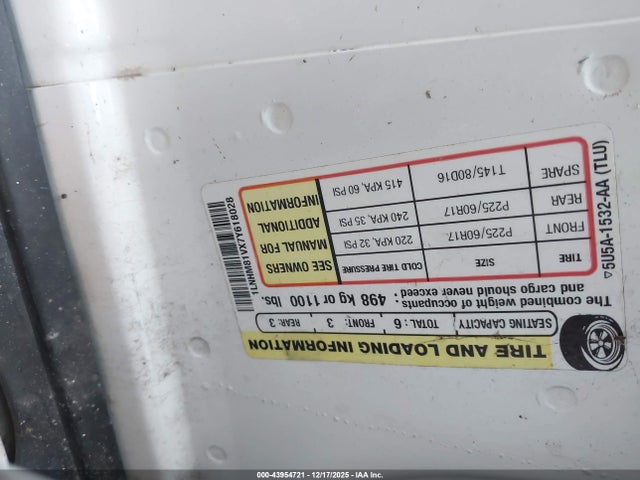 TIRE AND LOADING INFORMATION
SEATING CAPACITY TOTAL: 6 FRONT: 3 REAR: 3
The combined weight of occupants
and cargo should never exceed: 498 kg or 1100 lbs.
TIRE SIZE COLD TIRE PRESSURE SEE OWNERS
FRONT P225/60R17 220 KPA, 32 PSI MANUAL FOR
REAR P225/60R17 240 KPA, 35 PSI ADDITIONAL
SPARE T145/80D16 415 KPA, 60 PSI INFORMATION
5U5A-1532-AA (TLU)
1LNHM81VX7Y618028
000-43954721 - 12/17/2025 - IAA Inc.